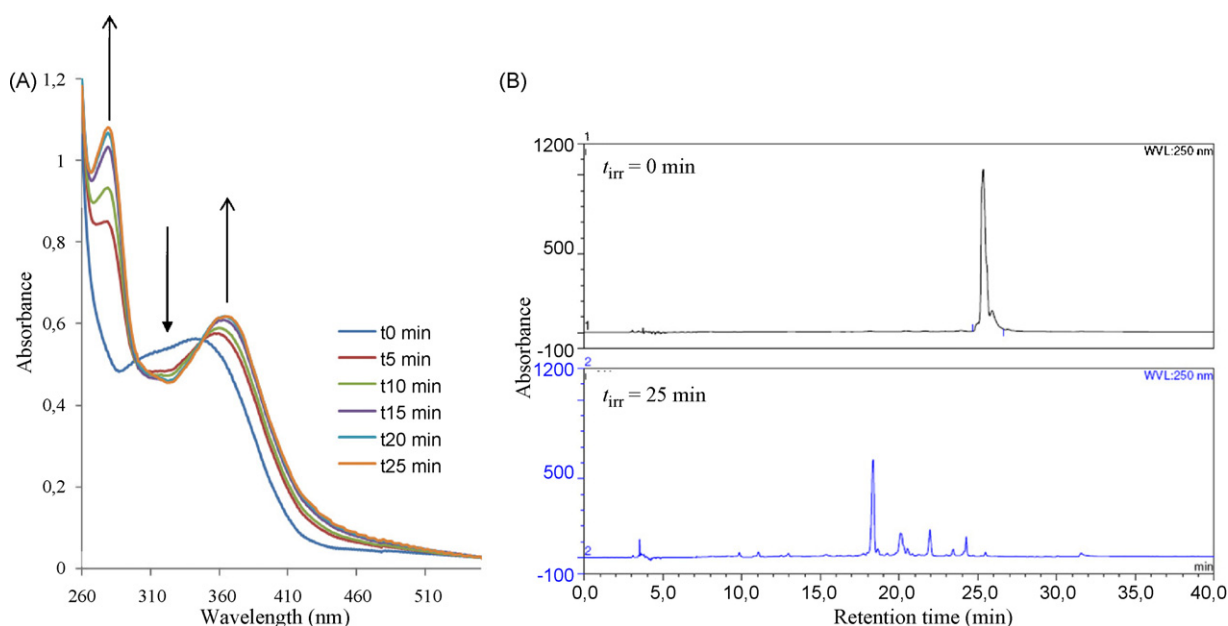 (A)
1,2
1
0,8
0,6
0,4
0,2
0
Absorbance
260 310 360 410 460 510
Wavelength (nm)
t0 min
t5 min
t10 min
t15 min
t20 min
t25 min
(B)
1
1200
500
-100
1
tirr = 0 min
WVL:250 nm
2
1200
500
-100
2
tirr = 25 min
WVL:250 nm
min
Absorbance
0,0 5,0 10,0 15,0 20,0 25,0 30,0 35,0 40,0
Retention time (min)